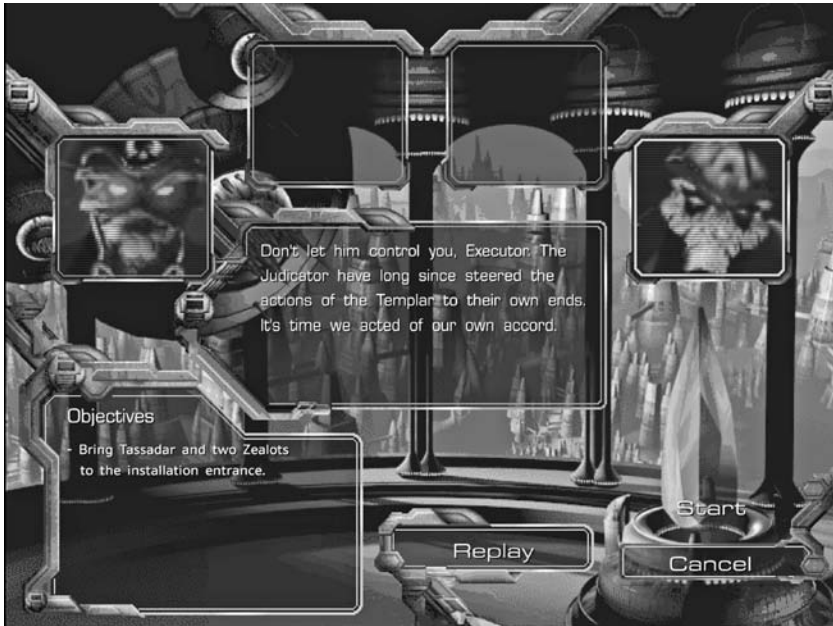 Don't let him control you, Executor. The
Judicator have long since steered the
actions of the Templar to their own ends.
It's time we acted of our own accord.
Objectives
- Bring Tassadar and two Zealots
to the installation entrance.
Replay
Start
Cancel